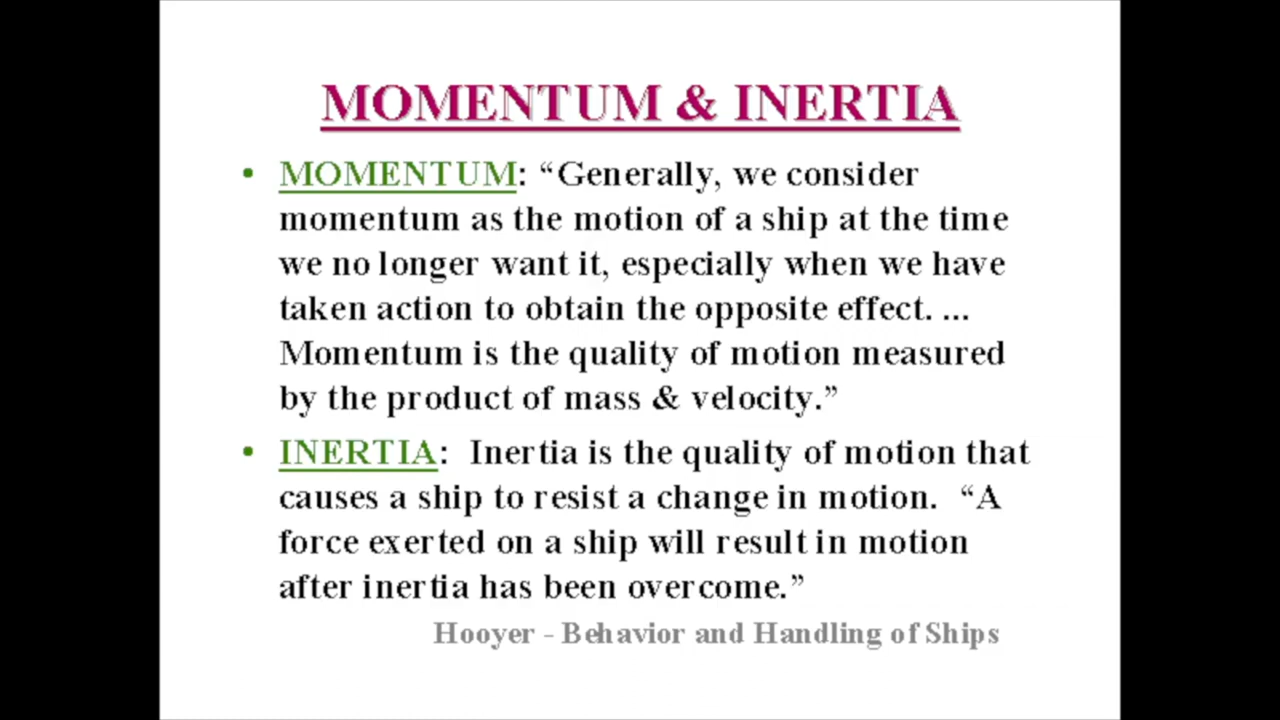 MOMENTUM & INERTIA
• MOMENTUM: “Generally, we consider
momentum as the motion of a ship at the time
we no longer want it, especially when we have
taken action to obtain the opposite effect. ...
Momentum is the quality of motion measured
by the product of mass & velocity.”
• INERTIA:  Inertia is the quality of motion that
causes a ship to resist a change in motion.  “A
force exerted on a ship will result in motion
after inertia has been overcome.”
Hooyer - Behavior and Handling of Ships